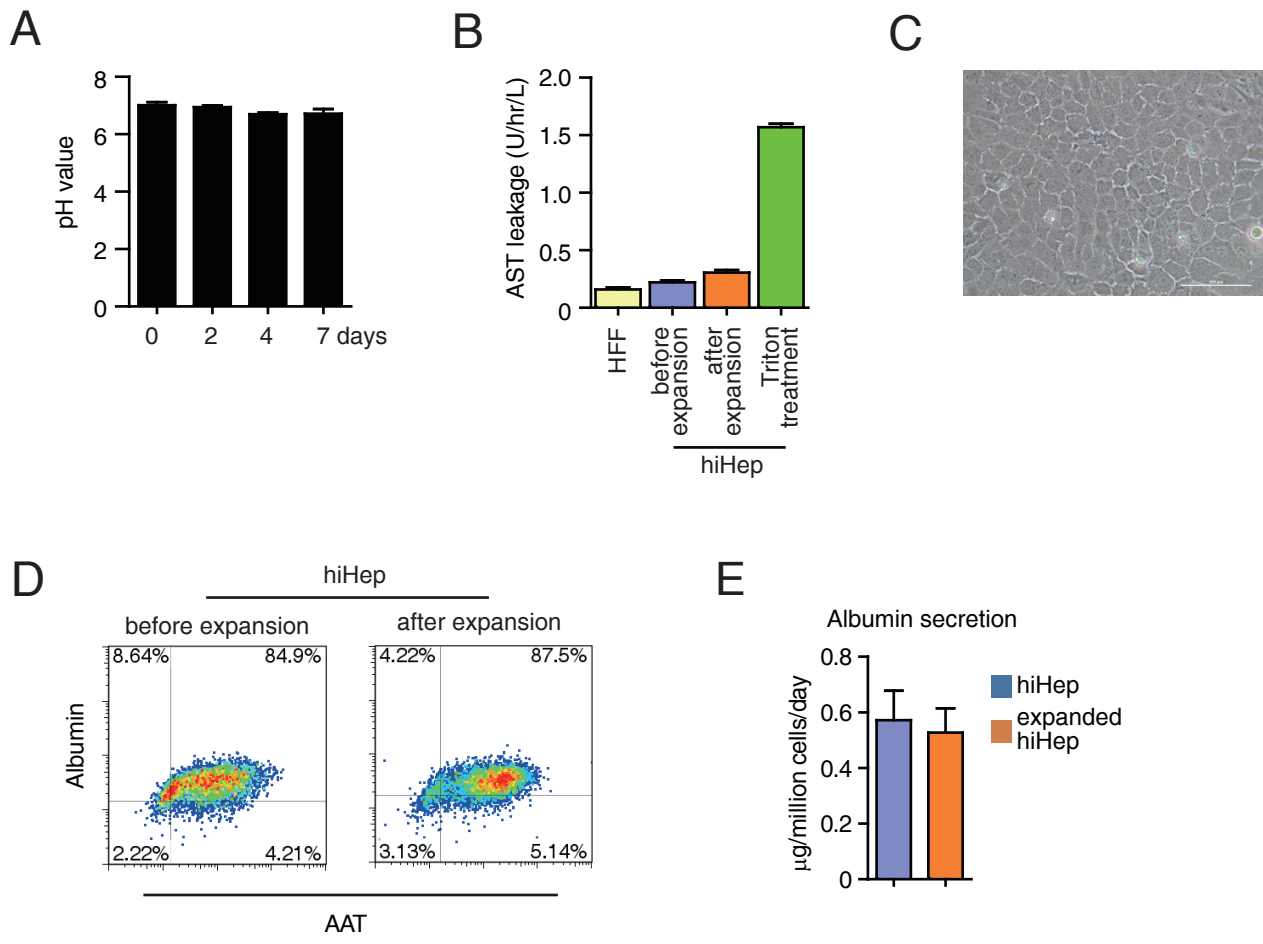 A
pH value
8
6
4
2
0
0 2 4 7 days
B
AST leakage (U/hr/L)
2.0
1.5
1.0
0.5
0
HFF
before
expansion
after
expansion
Triton
treatment
hiHep
C
D
hiHep
before expansion
after expansion
Albumin
8.64% 84.9%
2.22% 4.21%
4.22% 87.5%
3.13% 5.14%
AAT
E
Albumin secretion
μg/million cells/day
0.8
0.6
0.4
0.2
0
hiHep
expanded
hiHep